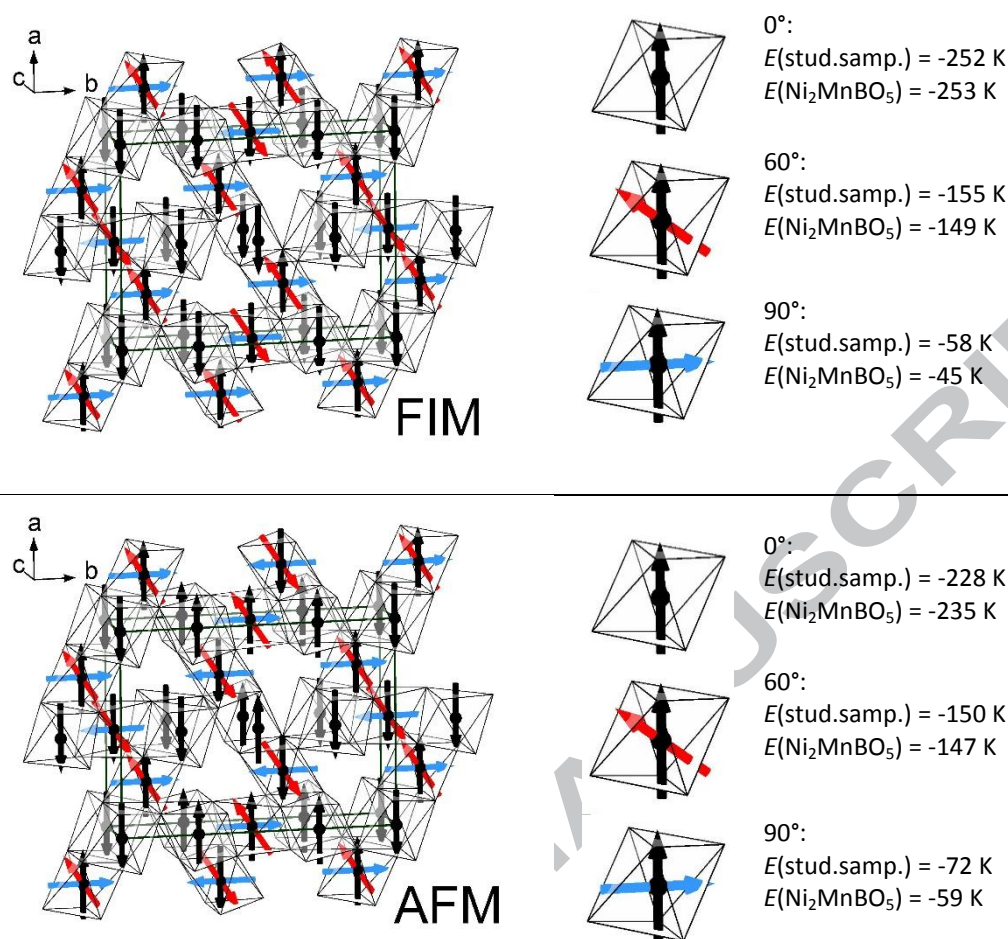 a
c
b
FIM
0°:
E(stud.samp.) = -252 K
E(Ni₂MnBO₅) = -253 K
60°:
E(stud.samp.) = -155 K
E(Ni₂MnBO₅) = -149 K
90°:
E(stud.samp.) = -58 K
E(Ni₂MnBO₅) = -45 K
a
c
b
AFM
0°:
E(stud.samp.) = -228 K
E(Ni₂MnBO₅) = -235 K
60°:
E(stud.samp.) = -150 K
E(Ni₂MnBO₅) = -147 K
90°:
E(stud.samp.) = -72 K
E(Ni₂MnBO₅) = -59 K